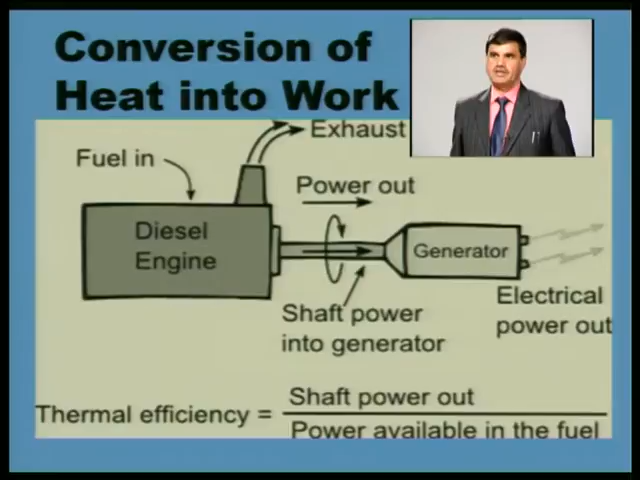 Conversion of
Heat into Work
Exhaust
Fuel in
Power out
Diesel
Engine
Generator
Shaft power
into generator
Electrical
power out
Thermal efficiency = Shaft power out
Power available in the fuel